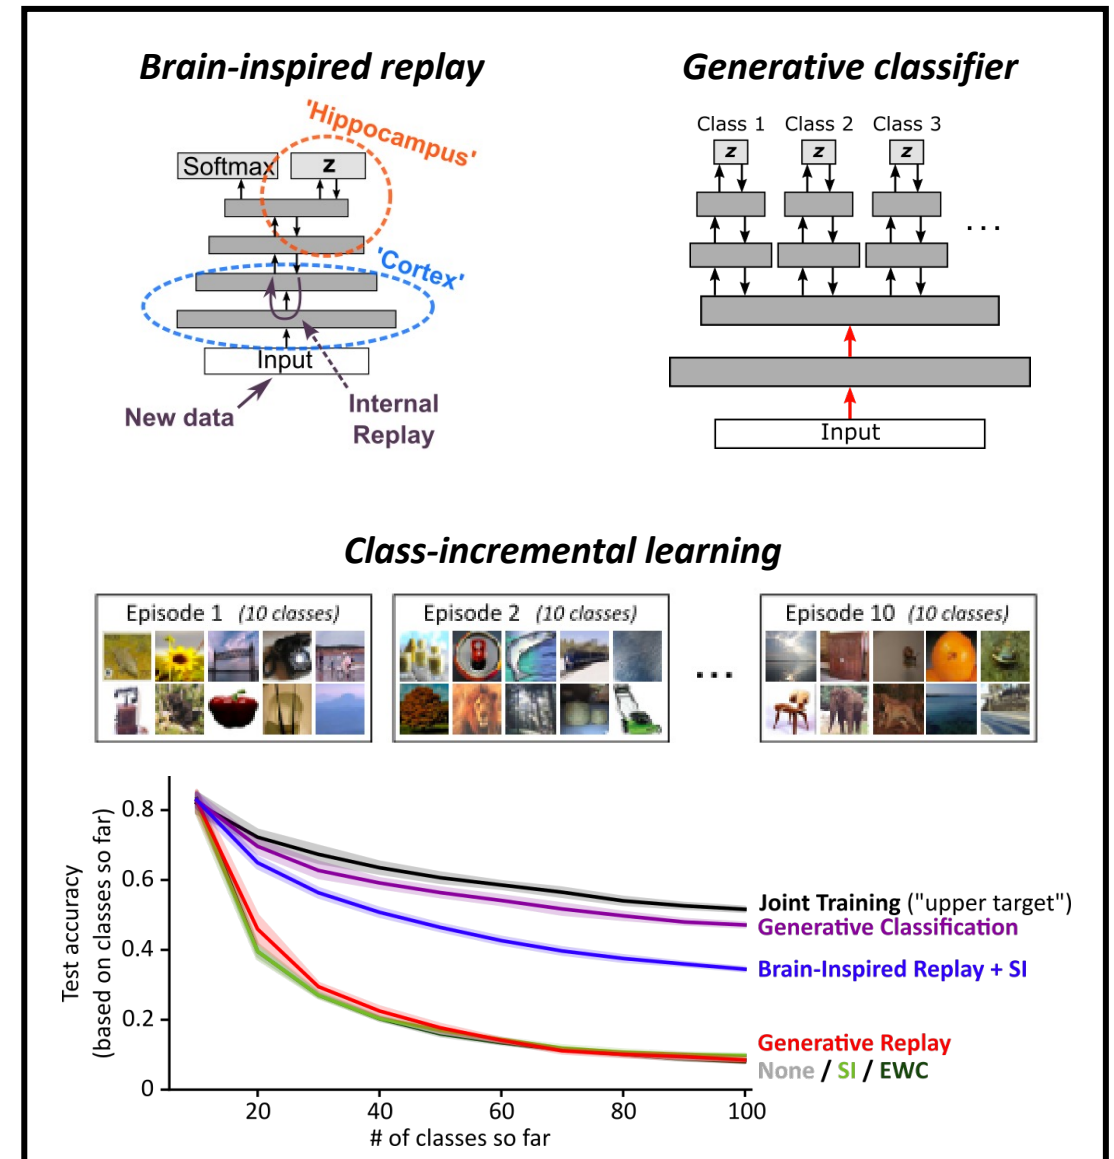 Brain-inspired replay
Generative classifier
'Hippocampus'
Softmax
z
'Cortex'
Input
New data
Internal
Replay
Class 1 Class 2 Class 3
z z z
...
Input
Class-incremental learning
Episode 1 (10 classes)
Episode 2 (10 classes)
...
Episode 10 (10 classes)
Test accuracy
(based on classes so far)
0.8
0.6
0.4
0.2
0
20 40 60 80 100
# of classes so far
Joint Training ("upper target")
Generative Classification
Brain-Inspired Replay + SI
Generative Replay
None / SI / EWC